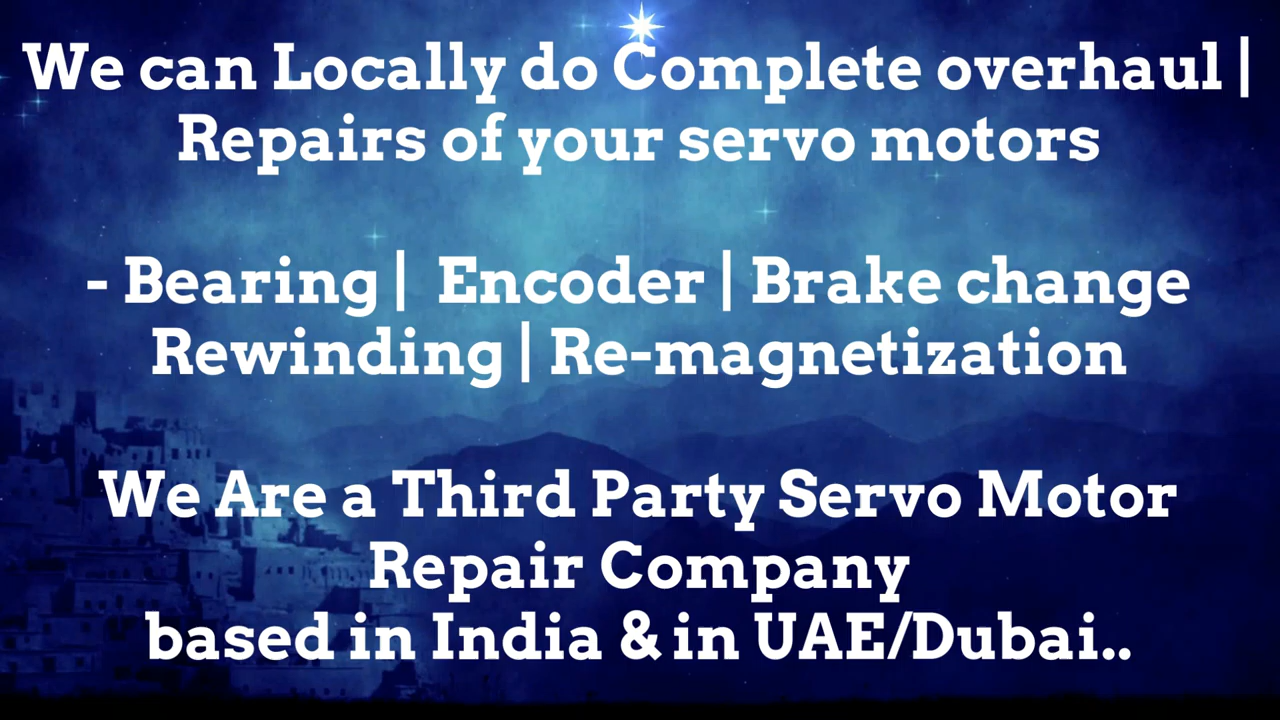 We can Locally do Complete overhaul |
Repairs of your servo motors
- Bearing |  Encoder | Brake change
Rewinding | Re-magnetization
We Are a Third Party Servo Motor
Repair Company
based in India & in UAE/Dubai..